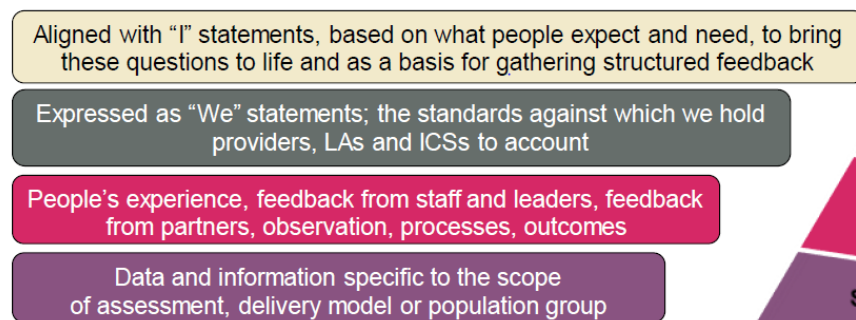 Aligned with “I” statements, based on what people expect and need, to bring
these questions to life and as a basis for gathering structured feedback
Expressed as “We” statements; the standards against which we hold
providers, LAs and ICSs to account
People’s experience, feedback from staff and leaders, feedback
from partners, observation, processes, outcomes
Data and information specific to the scope
of assessment, delivery model or population group
S